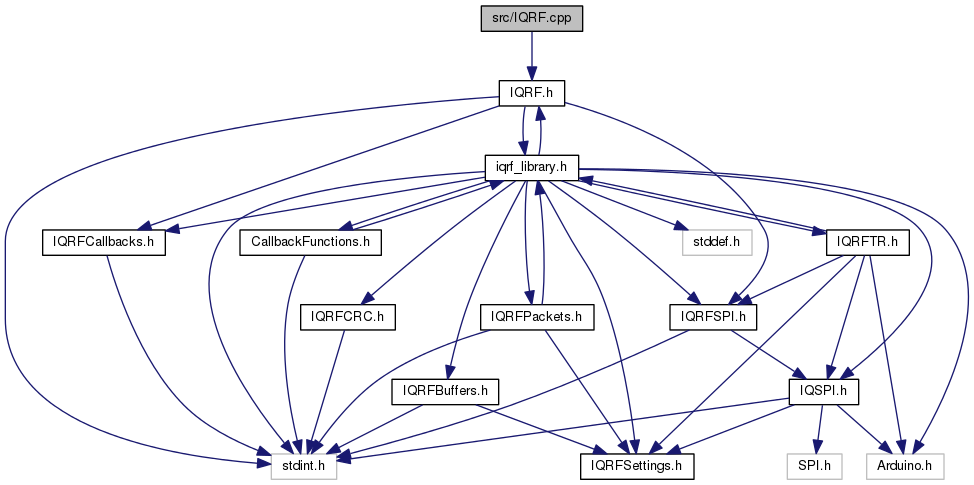 src/IQRF.cpp
IQRF.h
iqrf_library.h
IQRFCallbacks.h
CallbackFunctions.h
stddef.h
IQRFTR.h
IQRFCRC.h
IQRFPackets.h
IQRFSPI.h
IQRFBuffers.h
IQSPI.h
stdint.h
IQRFSettings.h
SPI.h
Arduino.h